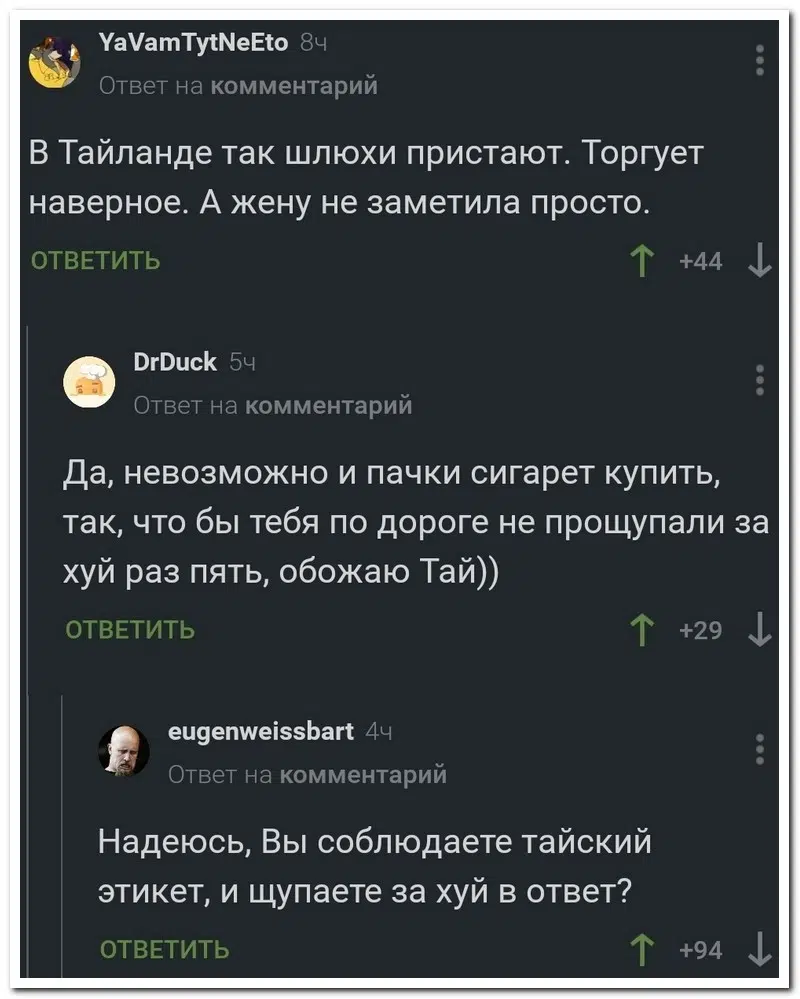 YaVamTytNeEto 8ч
Ответ на комментарий
В Тайланде так шлюхи пристают. Торгует
наверное. А жену не заметила просто.
ОТВЕТИТЬ +44
DrDuck 5ч
Ответ на комментарий
Да, невозможно и пачки сигарет купить,
так, что бы тебя по дороге не прощупали за
хуй раз пять, обожаю Тай))
ОТВЕТИТЬ +29
eugenweissbart 4ч
Ответ на комментарий
Надеюсь, Вы соблюдаете тайский
этикет, и щупаете за хуй в ответ?
ОТВЕТИТЬ +94